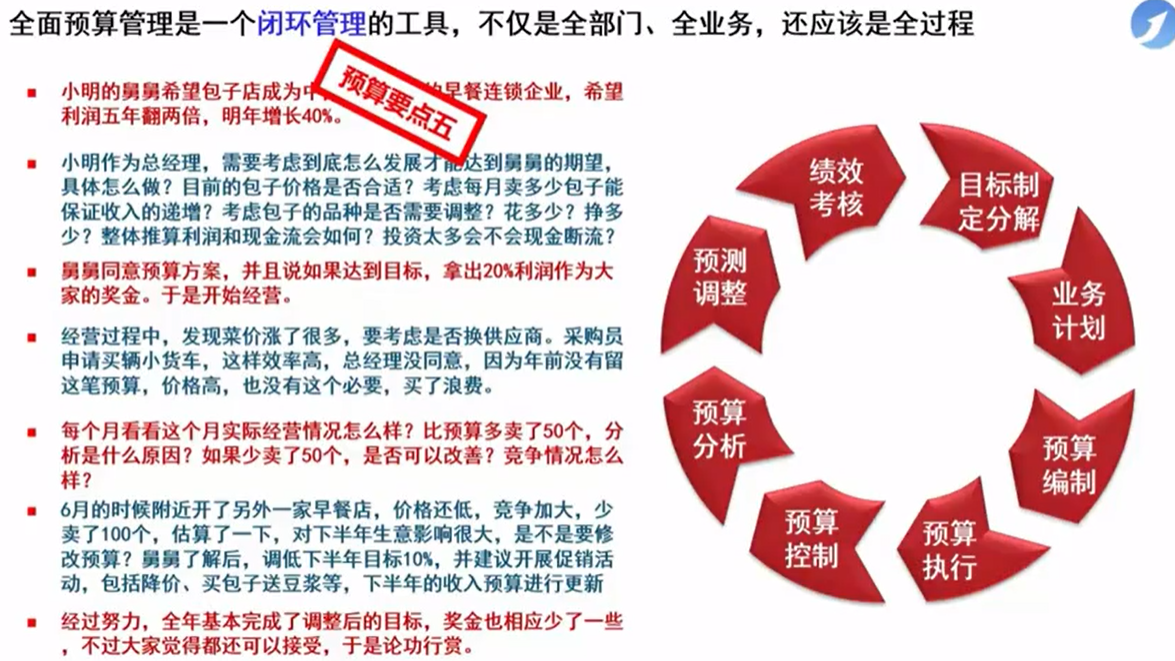 全面预算管理是一个闭环管理的工具，不仅是全部门、全业务，还应该是全过程
预算要点五
■ 小明的舅舅希望包子店成为中 的早餐连锁企业，希望
利润五年翻两倍，明年增长40%。
■ 小明作为总经理，需要考虑到底怎么发展才能达到舅舅的期望，
具体怎么做？目前的包子价格是否合适？考虑每月卖多少包子能
保证收入的递增？考虑包子的品种是否需要调整？花多少？挣多
少？整体推算利润和现金流会如何？投资太多会不会现金断流？
■ 舅舅同意预算方案，并且说如果达到目标，拿出20%利润作为大
家的奖金。于是开始经营。
■ 经营过程中，发现菜价涨了很多，要考虑是否换供应商。采购员
申请买辆小货车，这样效率高，总经理没同意，因为年前没有留
这笔预算，价格高，也没有这个必要，买了浪费。
■ 每个月看看这个月实际经营情况怎么样？比预算多卖了50个，分
析是什么原因？如果少卖了50个，是否可以改善？竞争情况怎么
样？
■ 6月的时候附近开了另外一家早餐店，价格还低，竞争加大，少
卖了100个，估算了一下，对下半年生意影响很大，是不是要修
改预算？舅舅了解后，调低下半年目标10%，并建议开展促销活
动，包括降价、买包子送豆浆等，下半年的收入预算进行更新
■ 经过努力，全年基本完成了调整后的目标，奖金也相应少了一些
，不过大家觉得都还可以接受，于是论功行赏。
目标制
定分解
业务
计划
预算
编制
预算
执行
预算
控制
预算
分析
预测
调整
绩效
考核